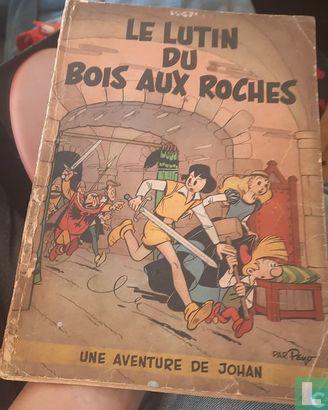 LE LUTIN
DU
BOIS AUX ROCHES
PAR Peyo
UNE AVENTURE DE JOHAN